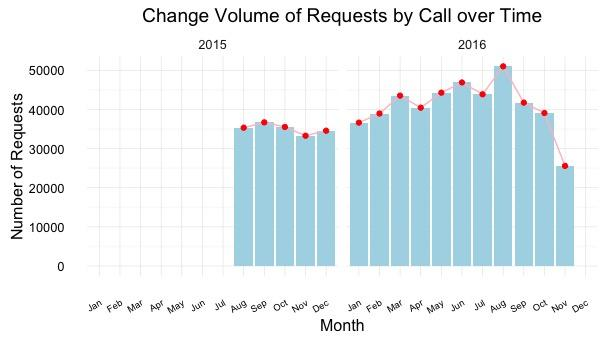 Change Volume of Requests by Call over Time
2015 2016
Number of Requests
50000
40000
30000
20000
10000
0
Jan Feb Mar Apr May Jun Jul Aug Sep Oct Nov Dec Jan Feb Mar Apr May Jun Jul Aug Sep Oct Nov Dec
Month